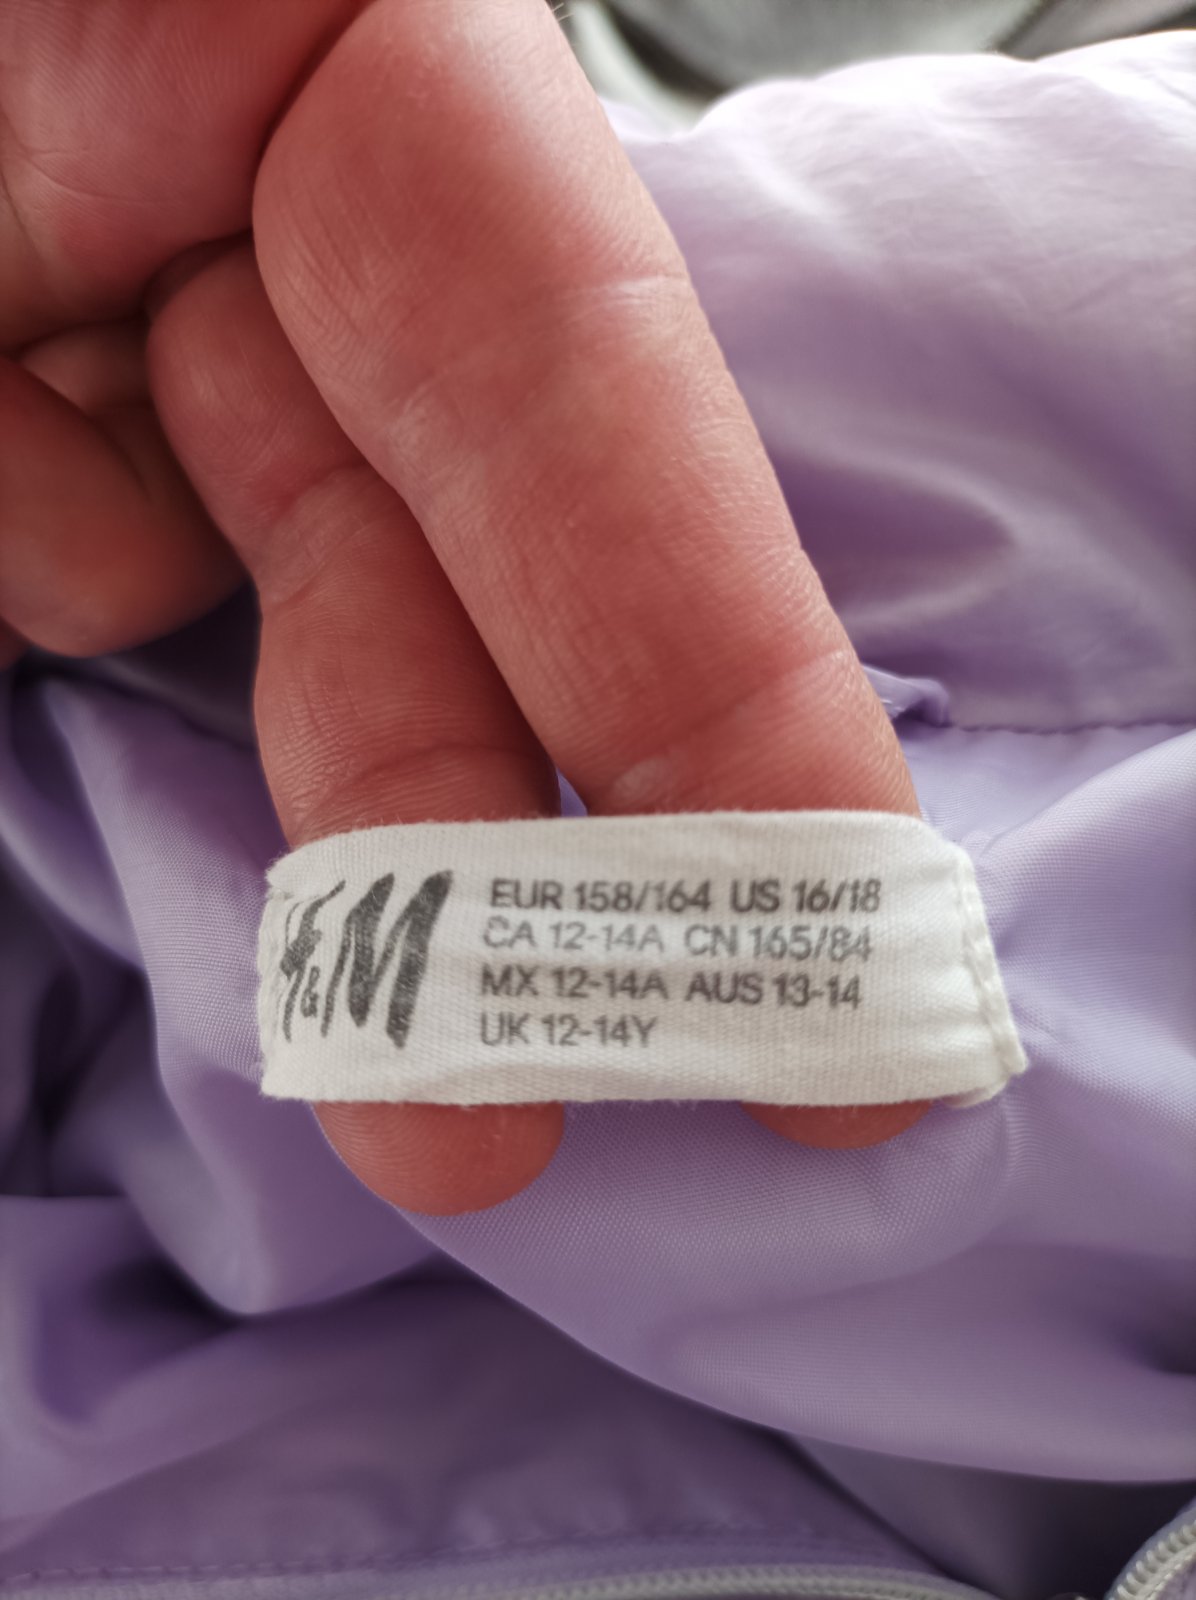 H&M
EUR 158/164 US 16/18
CA 12-14A CN 165/84
MX 12-14A AUS 13-14
UK 12-14Y